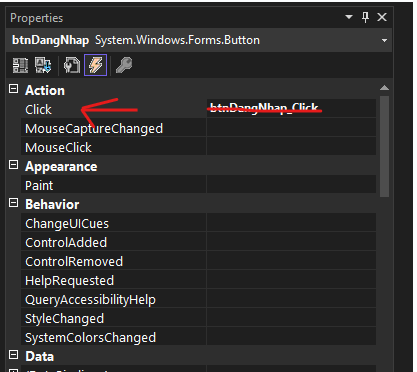 Properties
btnDangNhap System.Windows.Forms.Button
Action
Click btnDangNhap_Click
MouseCaptureChanged
MouseClick
Appearance
Paint
Behavior
ChangeUICues
ControlAdded
ControlRemoved
HelpRequested
QueryAccessibilityHelp
StyleChanged
SystemColorsChanged
Data